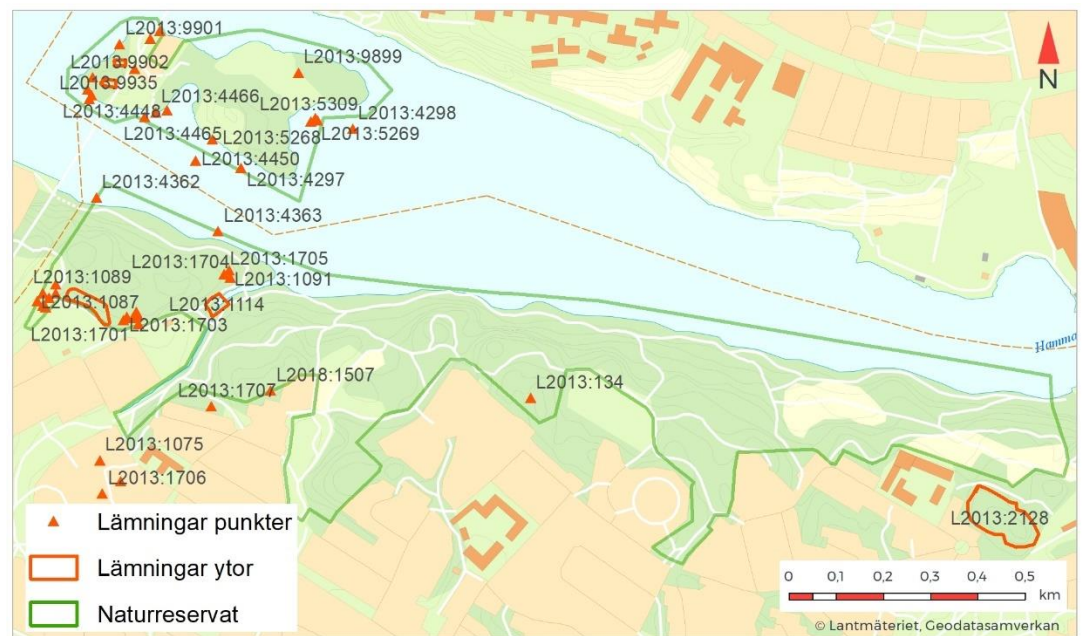 L2013:9901
N
L2013:9902
L2013:9899
L2013:9935
L2013:4466
L2013:5309
L2013:4298
L2013:4448
L2013:4465
L2013:5268
L2013:5269
L2013:4450
L2013:4297
L2013:4362
L2013:4363
L2013:1704
L2013:1705
L2013:1089
L2013:1091
L2013:1087
L2013:1114
L2013:1701
L2013:1703
Hamma
L2013:1707
L2018:1507
L2013:134
L2013:1075
L2013:1706
L2013:2128
Lämningar punkter
Lämningar ytor
Naturreservat
0 0,1 0,2 0,3 0,4 0,5
km
© Lantmäteriet, Geodatasamverkan